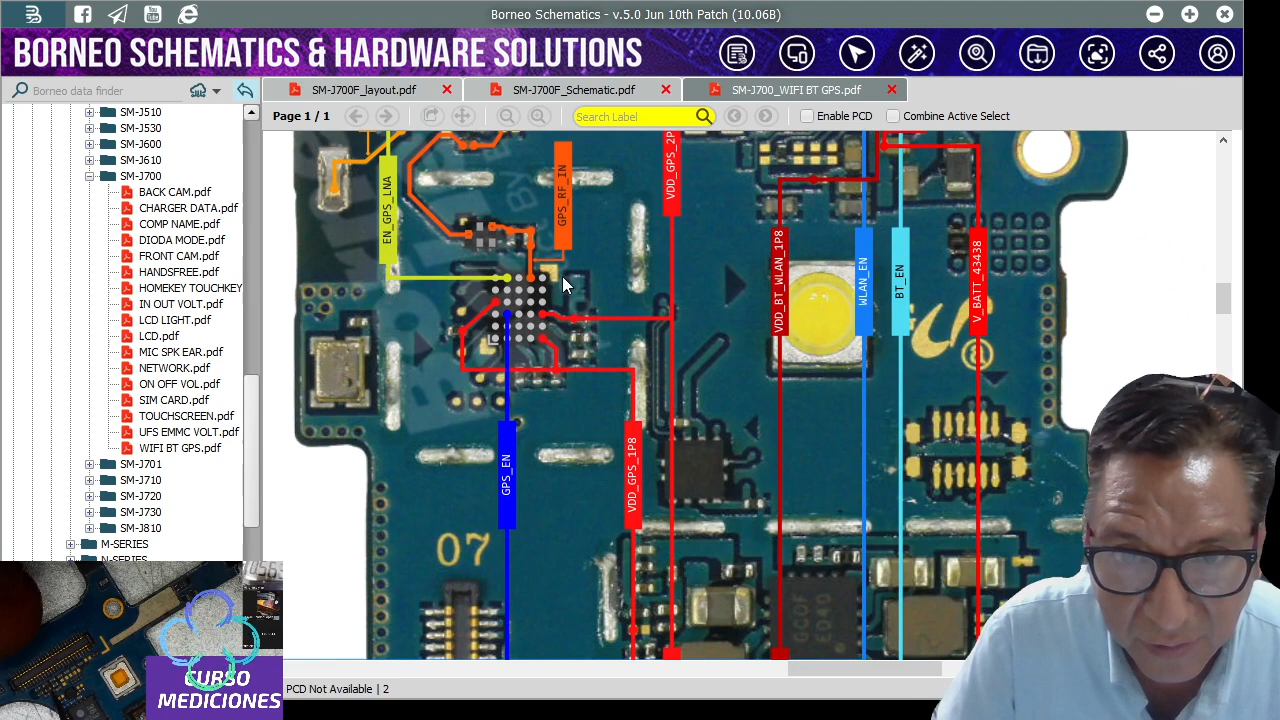 Borneo Schematics - v.5.0 Jun 10th Patch (10.06B)
BORNEO SCHEMATICS & HARDWARE SOLUTIONS
Borneo data finder
SM-J700F_layout.pdf
SM-J700F_Schematic.pdf
SM-J700_WIFI BT GPS.pdf
Page 1 / 1
Search Label
Enable PCD
Combine Active Select
SM-J510
SM-J530
SM-J600
SM-J610
SM-J700
BACK CAM.pdf
CHARGER DATA.pdf
COMP NAME.pdf
DIODA MODE.pdf
FRONT CAM.pdf
HANDSFREE.pdf
HOMEKEY TOUCHKEY
IN OUT VOLT.pdf
LCD LIGHT.pdf
LCD.pdf
MIC SPK EAR.pdf
NETWORK.pdf
ON OFF VOL.pdf
SIM CARD.pdf
TOUCHSCREEN.pdf
UFS EMMC VOLT.pdf
WIFI BT GPS.pdf
SM-J701
SM-J710
SM-J720
SM-J730
SM-J810
M-SERIES
N-SERIES
EN_GPS_LNA
GPS_RF_IN
VDD_GPS_2P
VDD_BT_WLAN_1P8
WLAN_EN
BT_EN
V_BATT_43438
GPS_EN
VDD_GPS_1P8
07
CURSO
MEDICIONES
PCD Not Available | 2